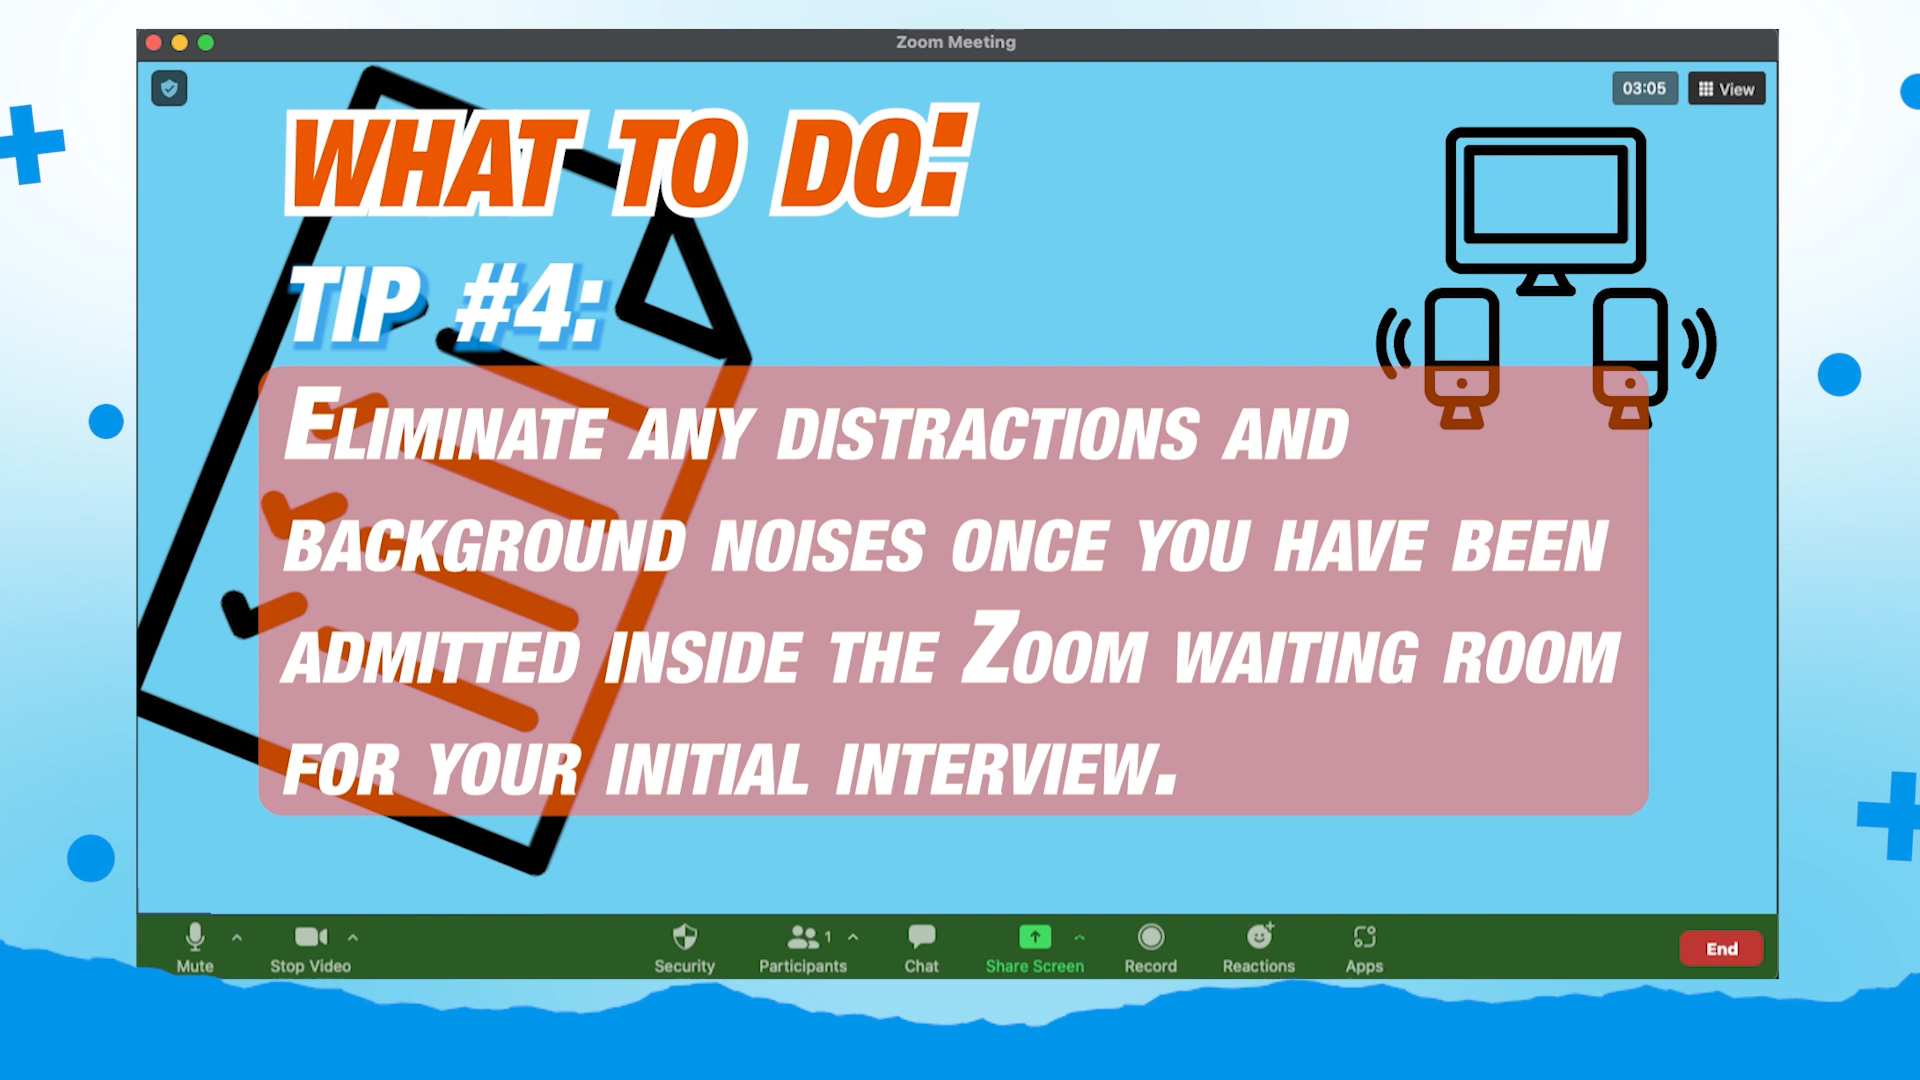 Zoom Meeting
03:05
View
WHAT TO DO:
TIP #4:
Eliminate any distractions and
background noises once you have been
admitted inside the Zoom waiting room
for your initial interview.
Mute
Stop Video
Security
1
Participants
Chat
Share Screen
Record
Reactions
Apps
End